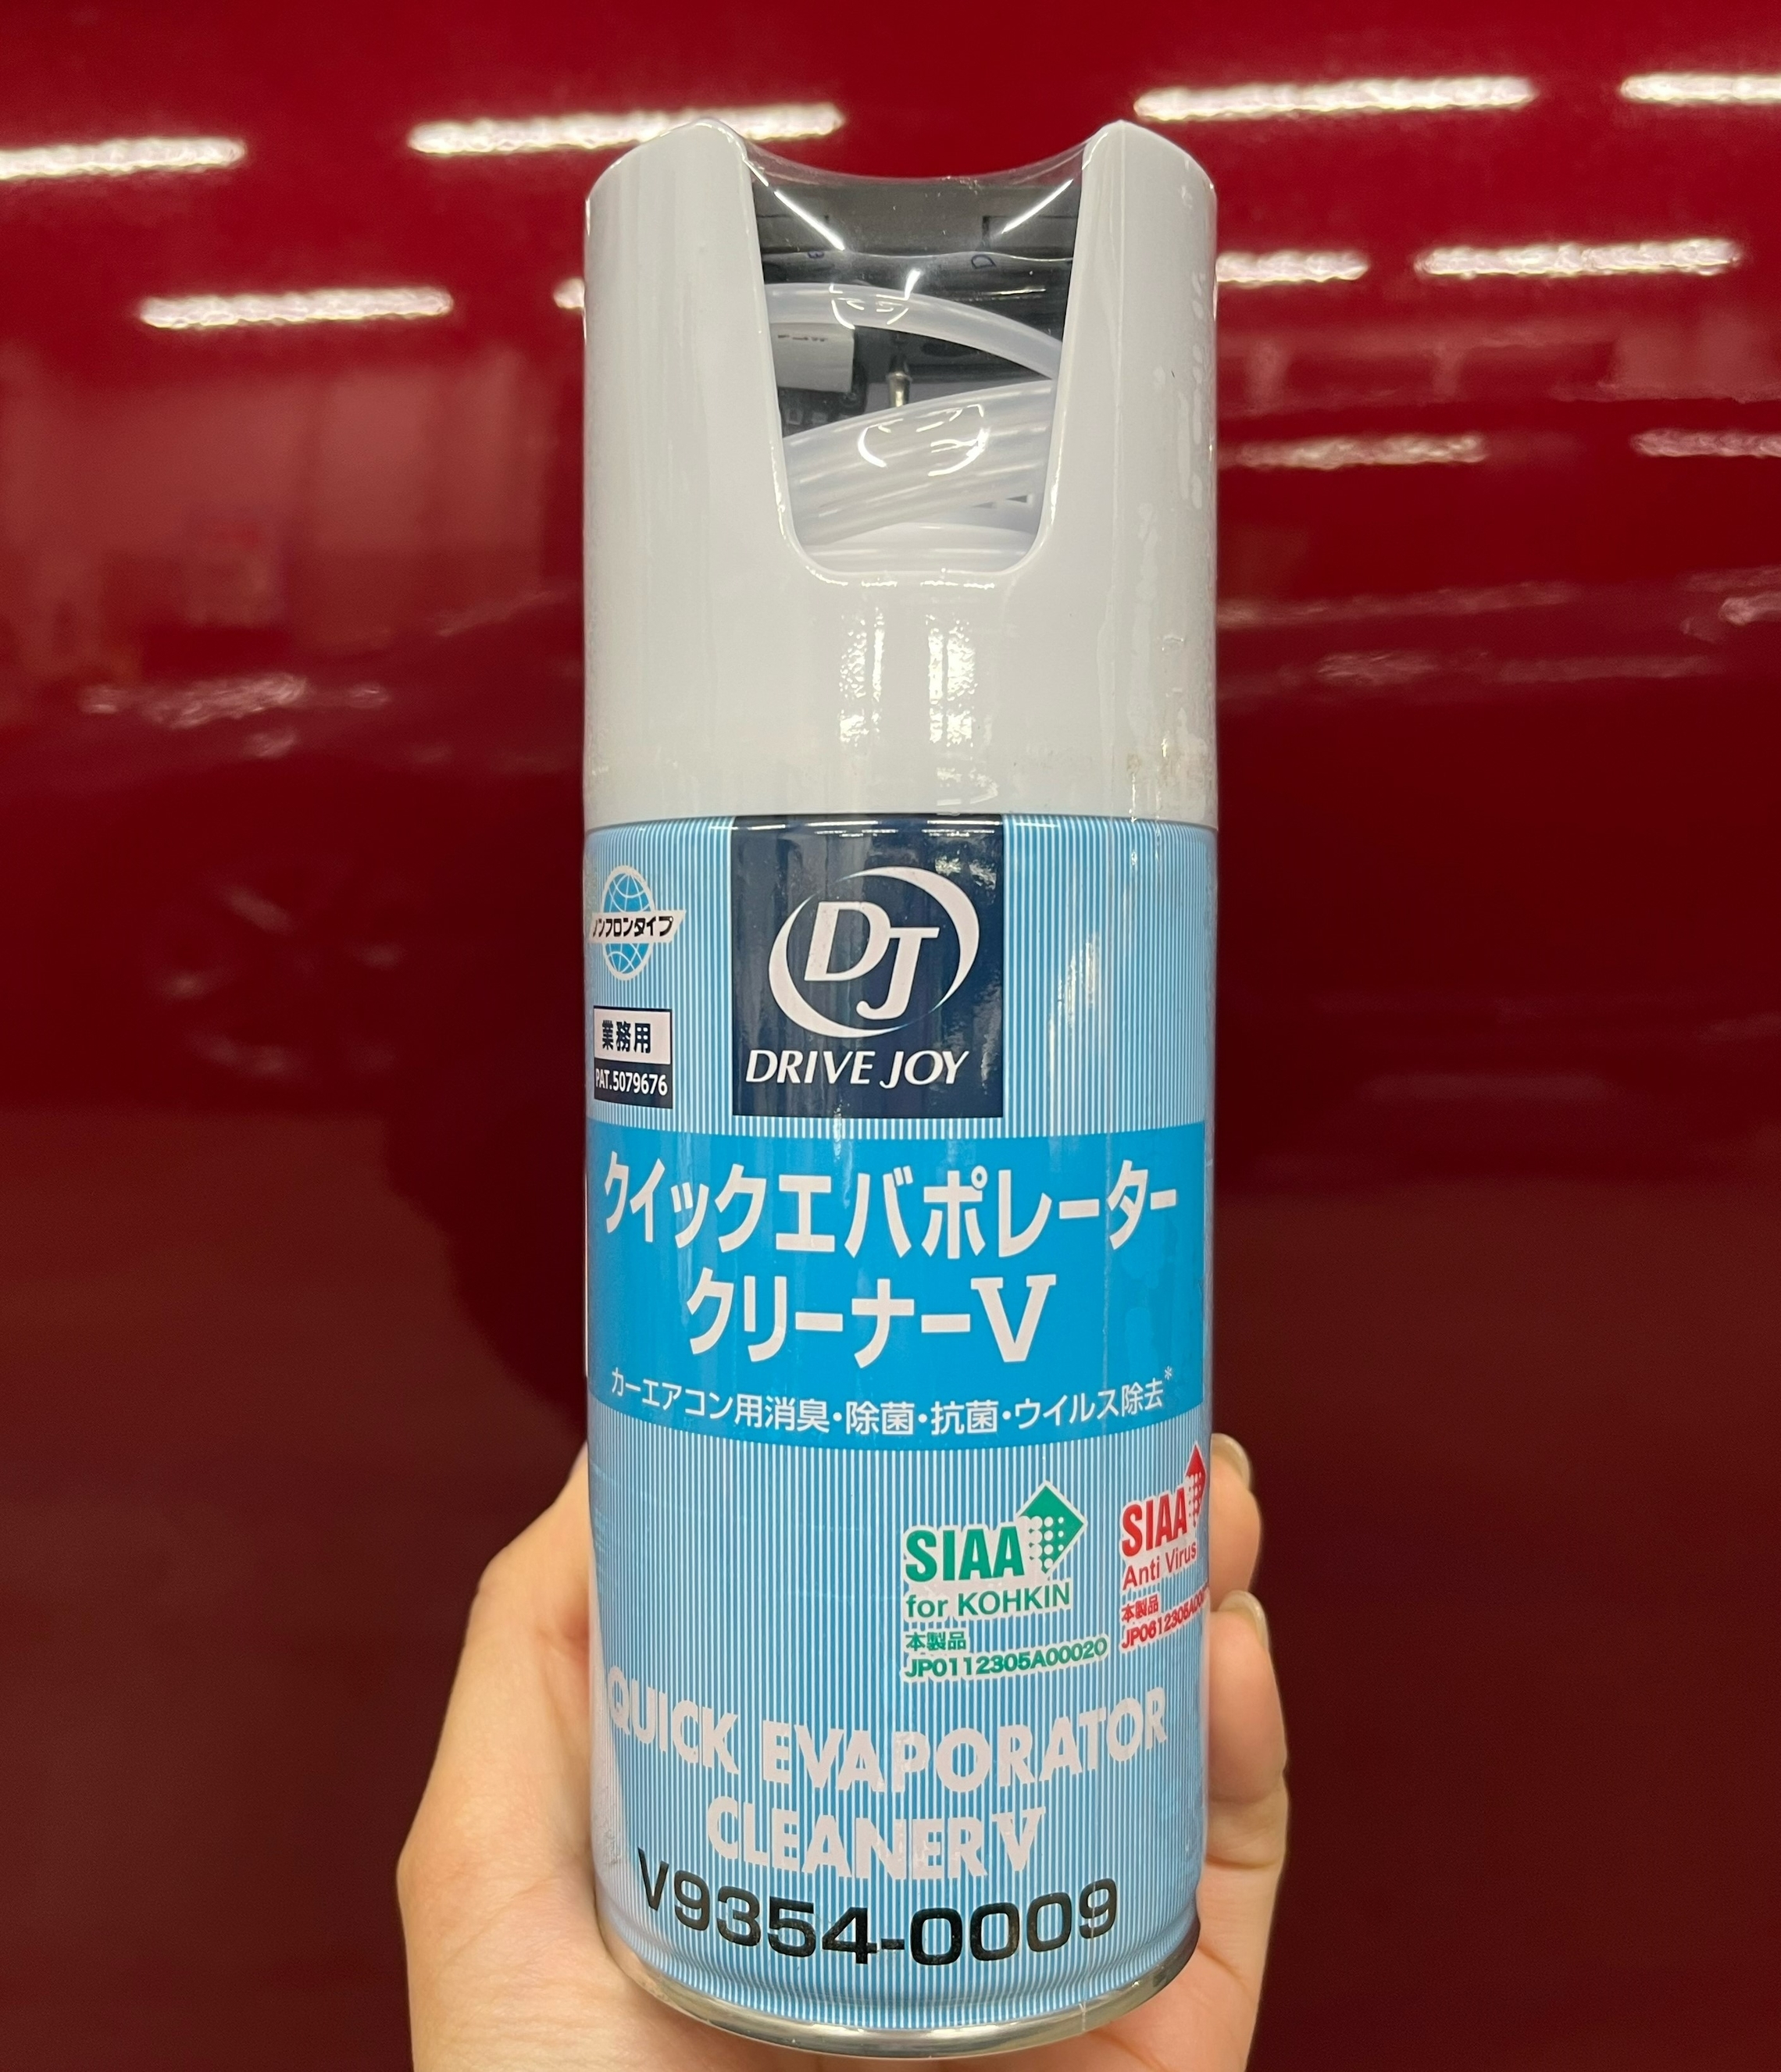 ノンフロンタイプ
業務用
PAT.5079676
DJ
DRIVE JOY
クイックエバポレーター
クリーナーV
カーエアコン用消臭・除菌・抗菌・ウイルス除去*
SIAA
for KOHKIN
本製品
JP0112305A0002O
SIAA
Anti Virus
本製品
QUICK EVAPORATOR
CLEANER V
V9354-0009